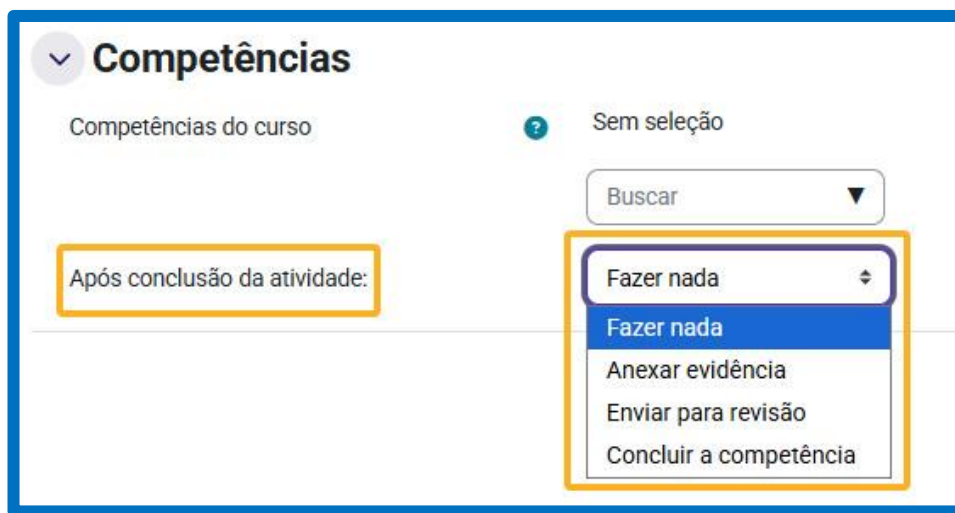 Competências
Competências do curso
?
Sem seleção
Buscar
Após conclusão da atividade:
Fazer nada
Fazer nada
Anexar evidência
Enviar para revisão
Concluir a competência